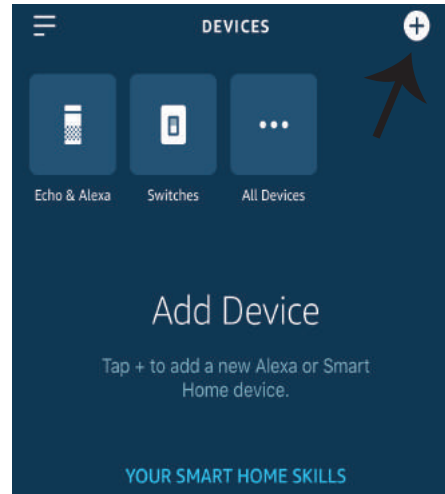 DEVICES
Echo & Alexa
Switches
All Devices
Add Device
Tap + to add a new Alexa or Smart
Home device.
YOUR SMART HOME SKILLS